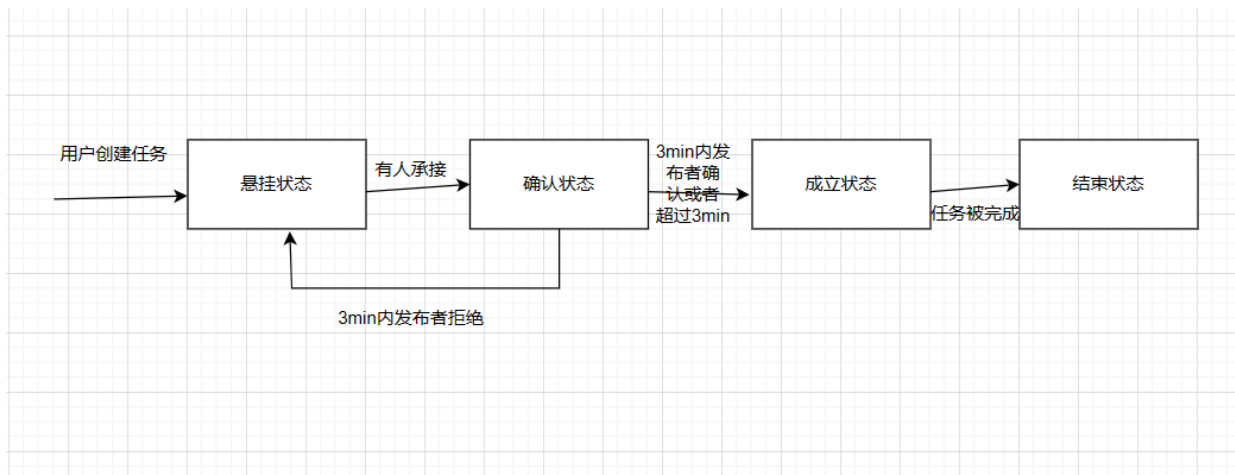 用户创建任务
悬挂状态
有人承接
确认状态
3min内发
布者确
认或者
超过3min
成立状态
任务被完成
结束状态
3min内发布者拒绝